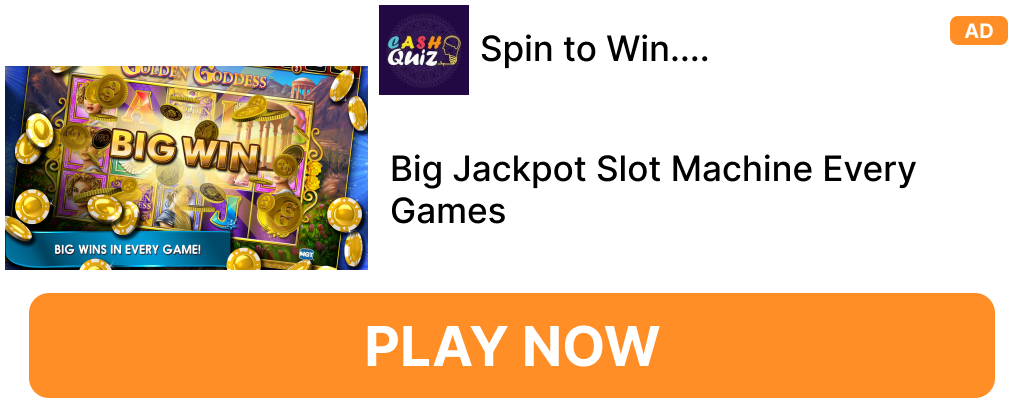 CASH
QUIZ
Spin to Win....
AD
GOLDEN GODDESS
BIG WIN
BIG WINS IN EVERY GAME!
Big Jackpot Slot Machine Every
Games
PLAY NOW